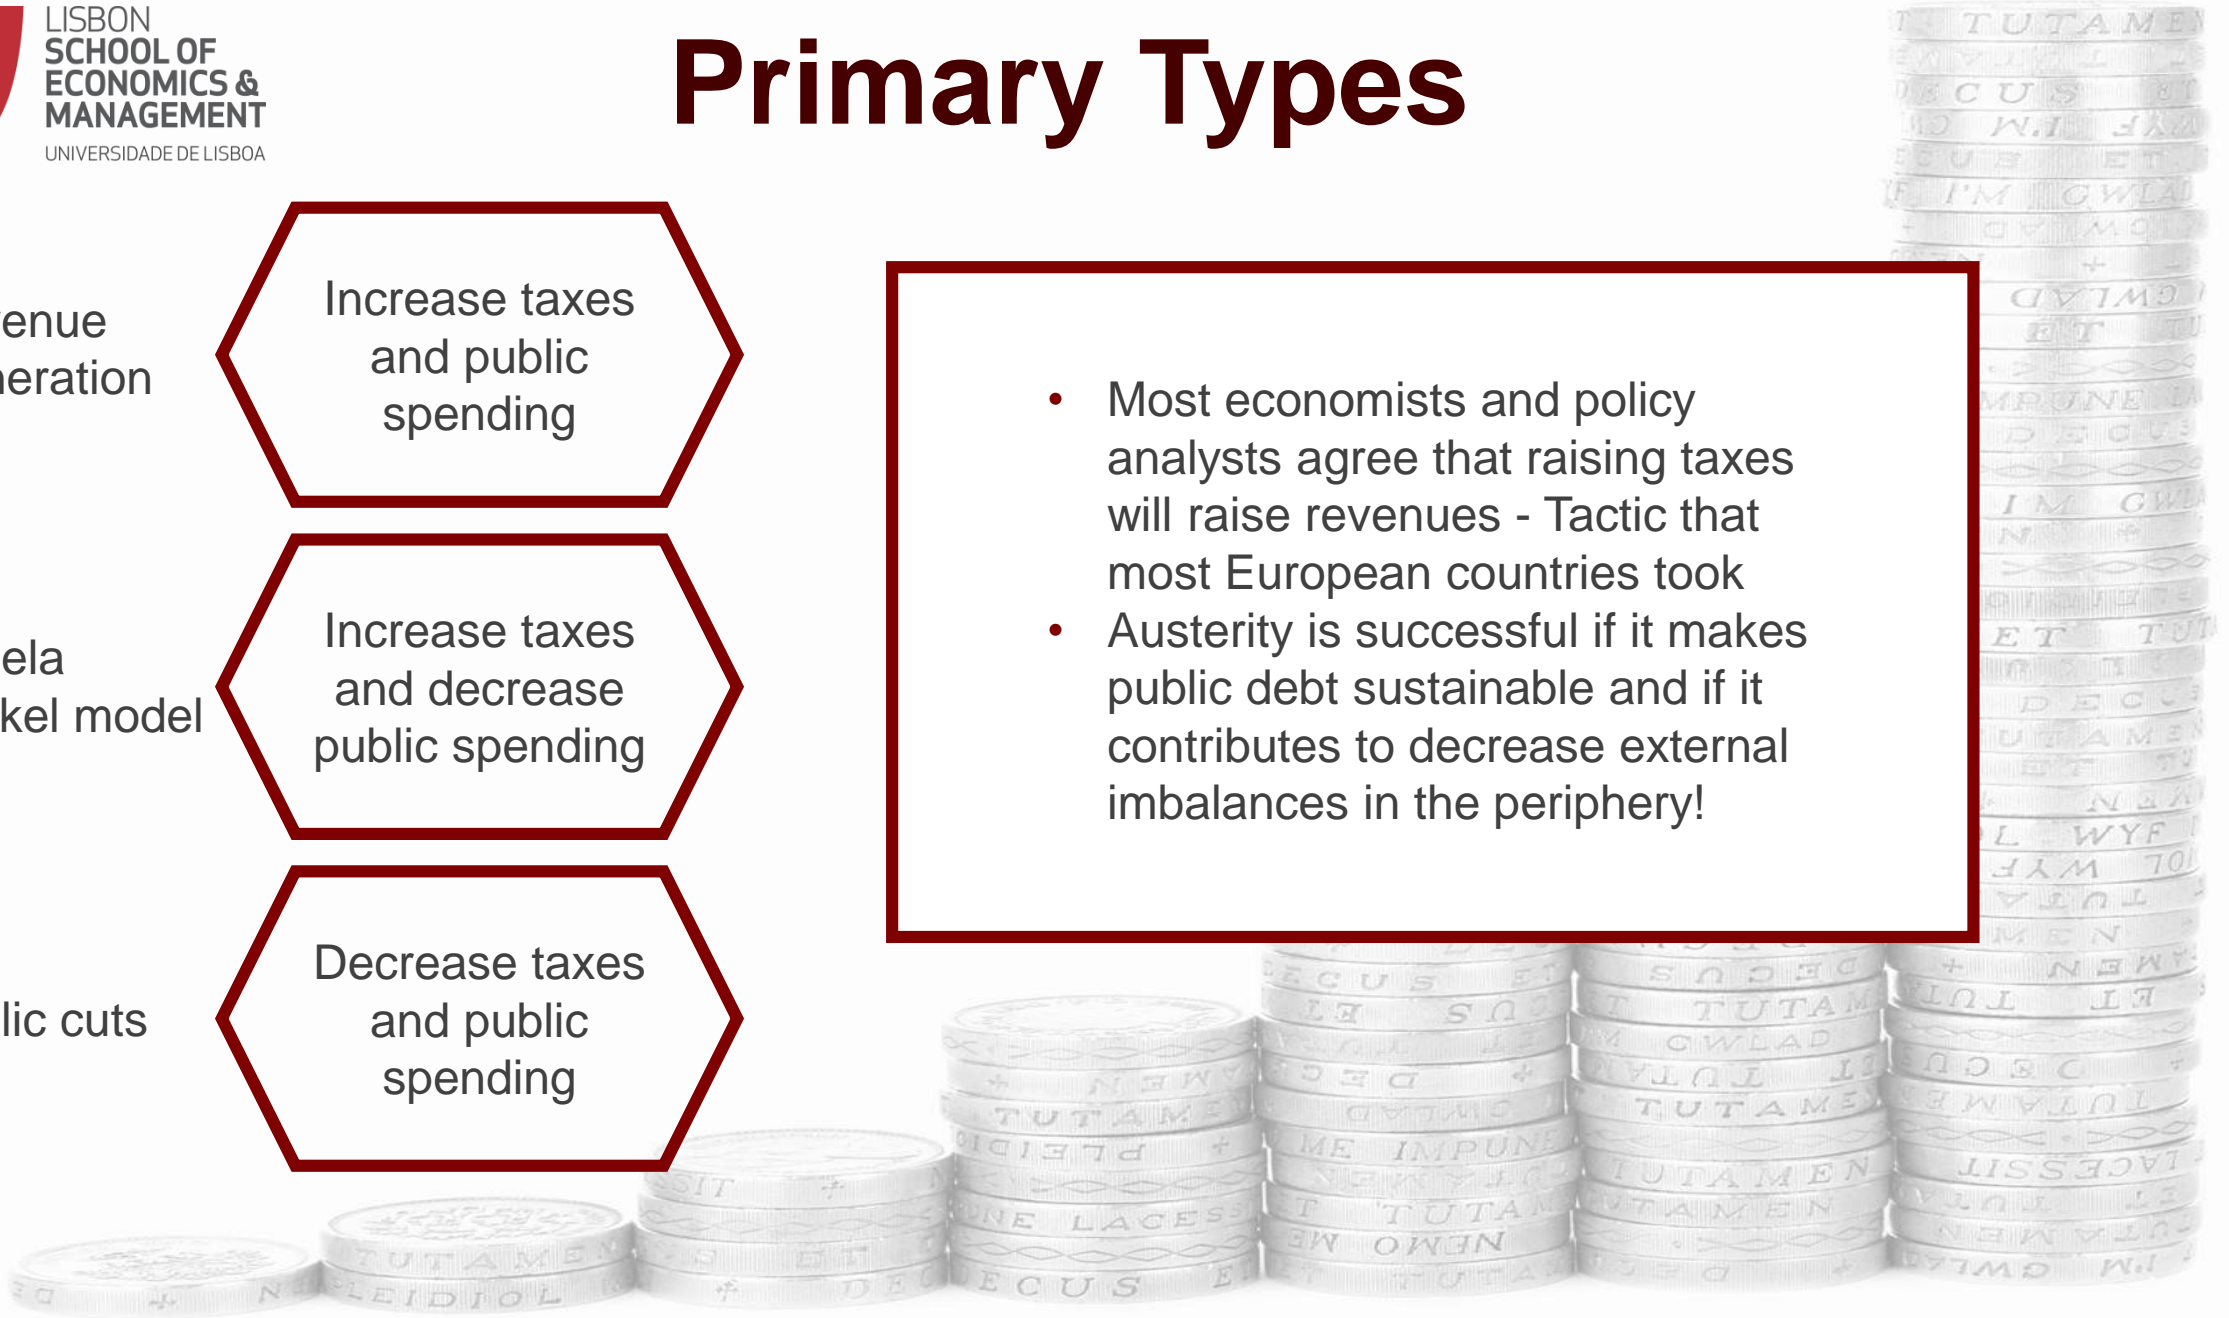 LISBON
SCHOOL OF
ECONOMICS &
MANAGEMENT
UNIVERSIDADE DE LISBOA
Primary Types
enue
eration
Increase taxes
and public
spending
ela
kel model
Increase taxes
and decrease
public spending
lic cuts
Decrease taxes
and public
spending
• Most economists and policy
analysts agree that raising taxes
will raise revenues - Tactic that
most European countries took
• Austerity is successful if it makes
public debt sustainable and if it
contributes to decrease external
imbalances in the periphery!